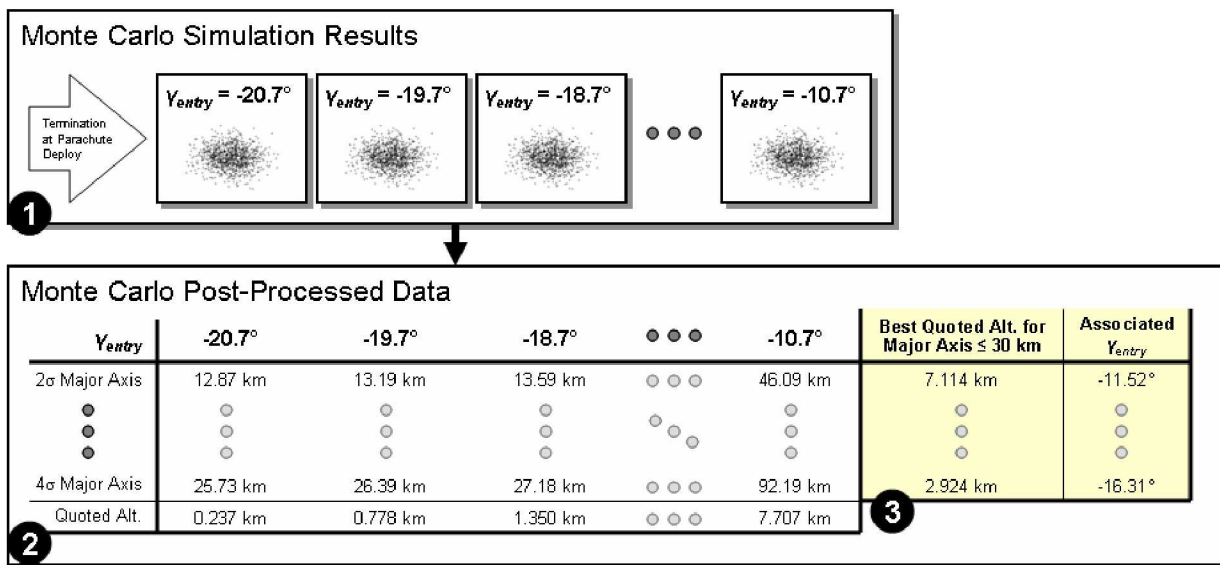 Monte Carlo Simulation Results
Termination
at Parachute
Deploy
γentry = -20.7°
γentry = -19.7°
γentry = -18.7°
γentry = -10.7°
1
Monte Carlo Post-Processed Data
γentry -20.7° -19.7° -18.7° -10.7° Best Quoted Alt. for Major Axis ≤ 30 km Associated γentry
2σ Major Axis 12.87 km 13.19 km 13.59 km 46.09 km 7.114 km -11.52°
4σ Major Axis 25.73 km 26.39 km 27.18 km 92.19 km 2.924 km -16.31°
Quoted Alt. 0.237 km 0.778 km 1.350 km 7.707 km
2
3